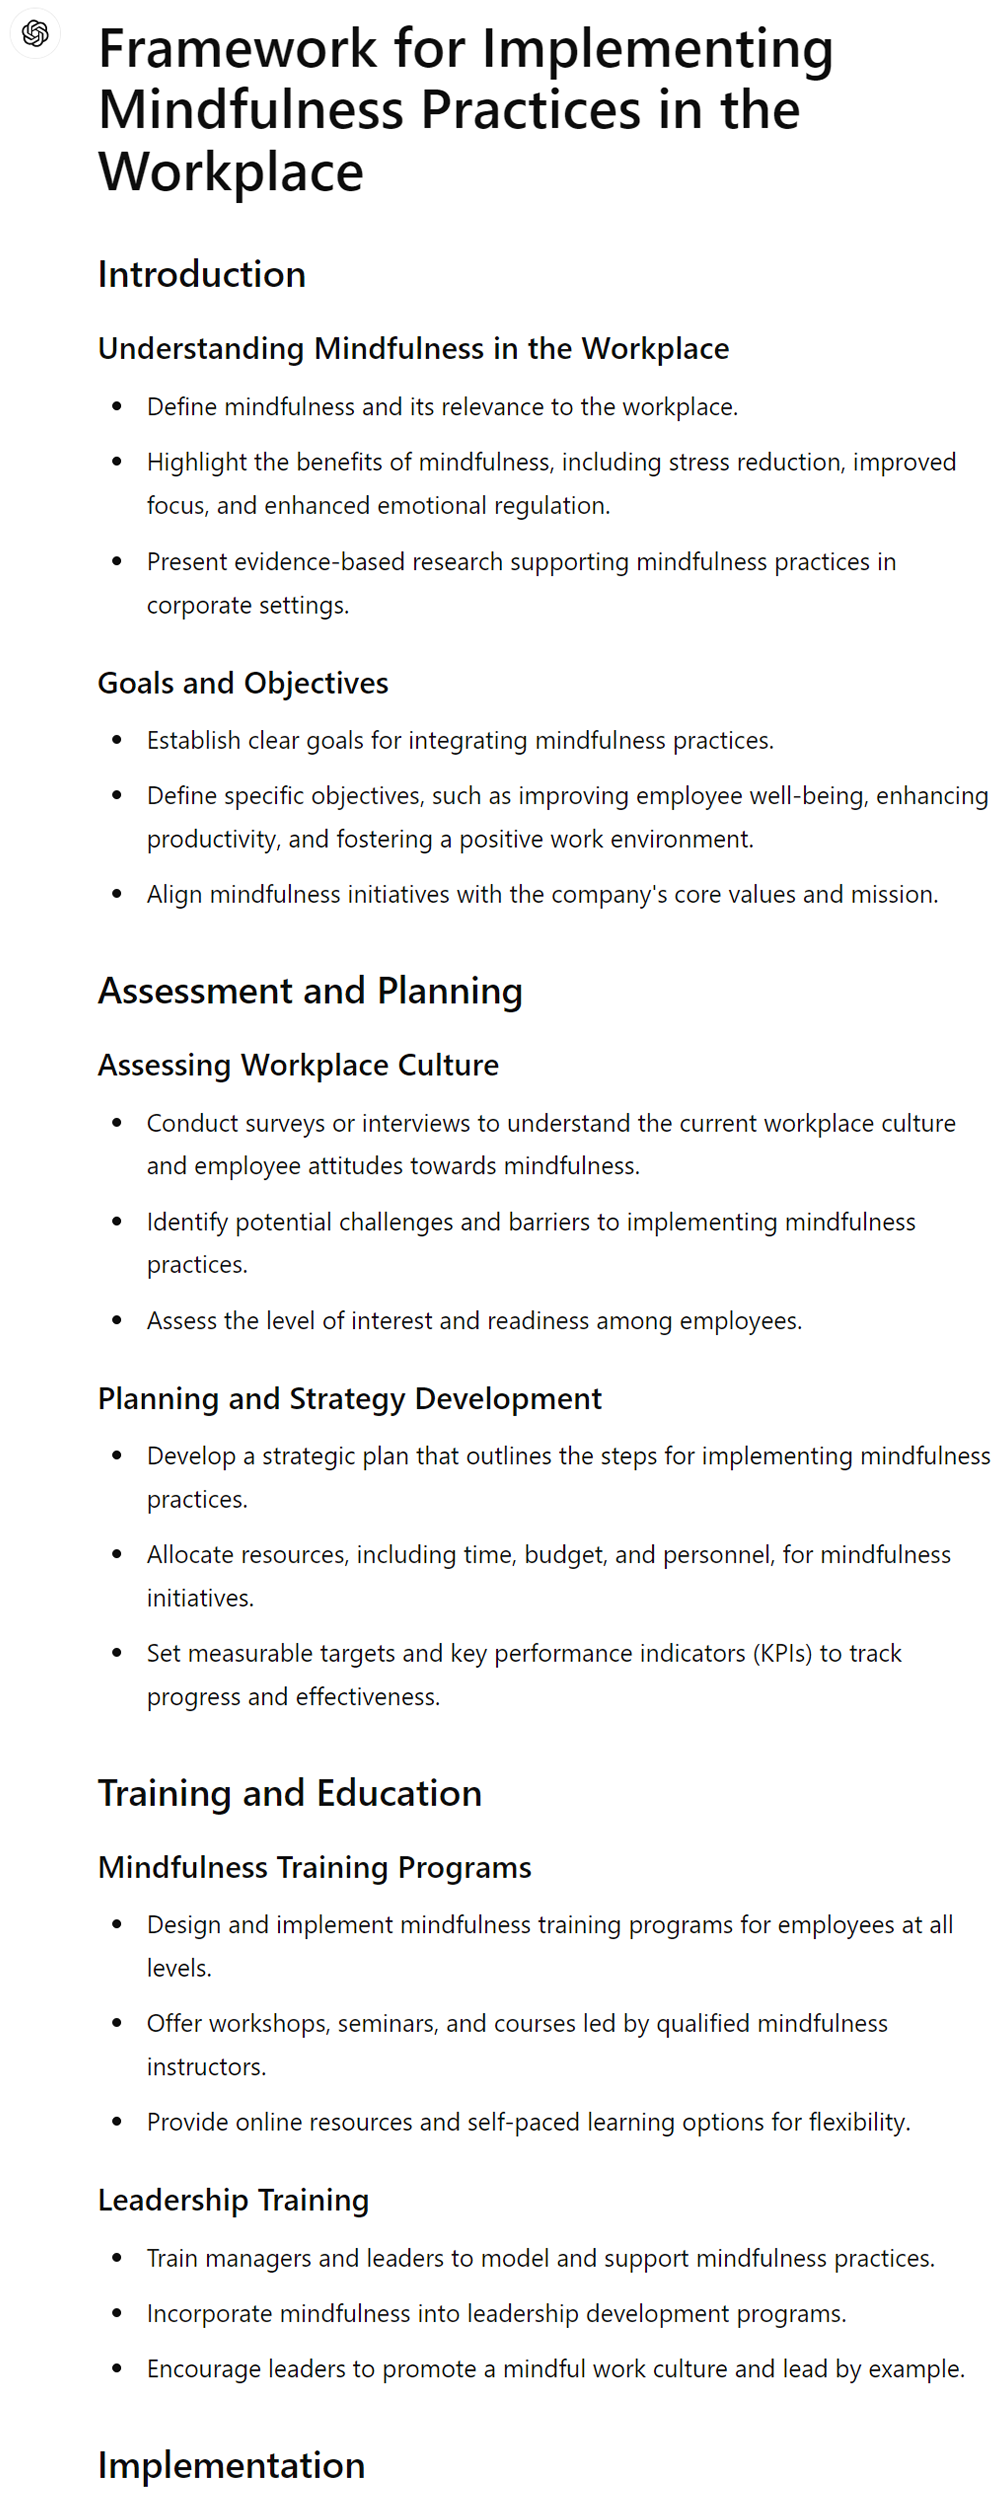 Framework for Implementing
Mindfulness Practices in the
Workplace
Introduction
Understanding Mindfulness in the Workplace
• Define mindfulness and its relevance to the workplace.
• Highlight the benefits of mindfulness, including stress reduction, improved
focus, and enhanced emotional regulation.
• Present evidence-based research supporting mindfulness practices in
corporate settings.
Goals and Objectives
• Establish clear goals for integrating mindfulness practices.
• Define specific objectives, such as improving employee well-being, enhancing
productivity, and fostering a positive work environment.
• Align mindfulness initiatives with the company's core values and mission.
Assessment and Planning
Assessing Workplace Culture
• Conduct surveys or interviews to understand the current workplace culture
and employee attitudes towards mindfulness.
• Identify potential challenges and barriers to implementing mindfulness
practices.
• Assess the level of interest and readiness among employees.
Planning and Strategy Development
• Develop a strategic plan that outlines the steps for implementing mindfulness
practices.
• Allocate resources, including time, budget, and personnel, for mindfulness
initiatives.
• Set measurable targets and key performance indicators (KPIs) to track
progress and effectiveness.
Training and Education
Mindfulness Training Programs
• Design and implement mindfulness training programs for employees at all
levels.
• Offer workshops, seminars, and courses led by qualified mindfulness
instructors.
• Provide online resources and self-paced learning options for flexibility.
Leadership Training
• Train managers and leaders to model and support mindfulness practices.
• Incorporate mindfulness into leadership development programs.
• Encourage leaders to promote a mindful work culture and lead by example.
Implementation